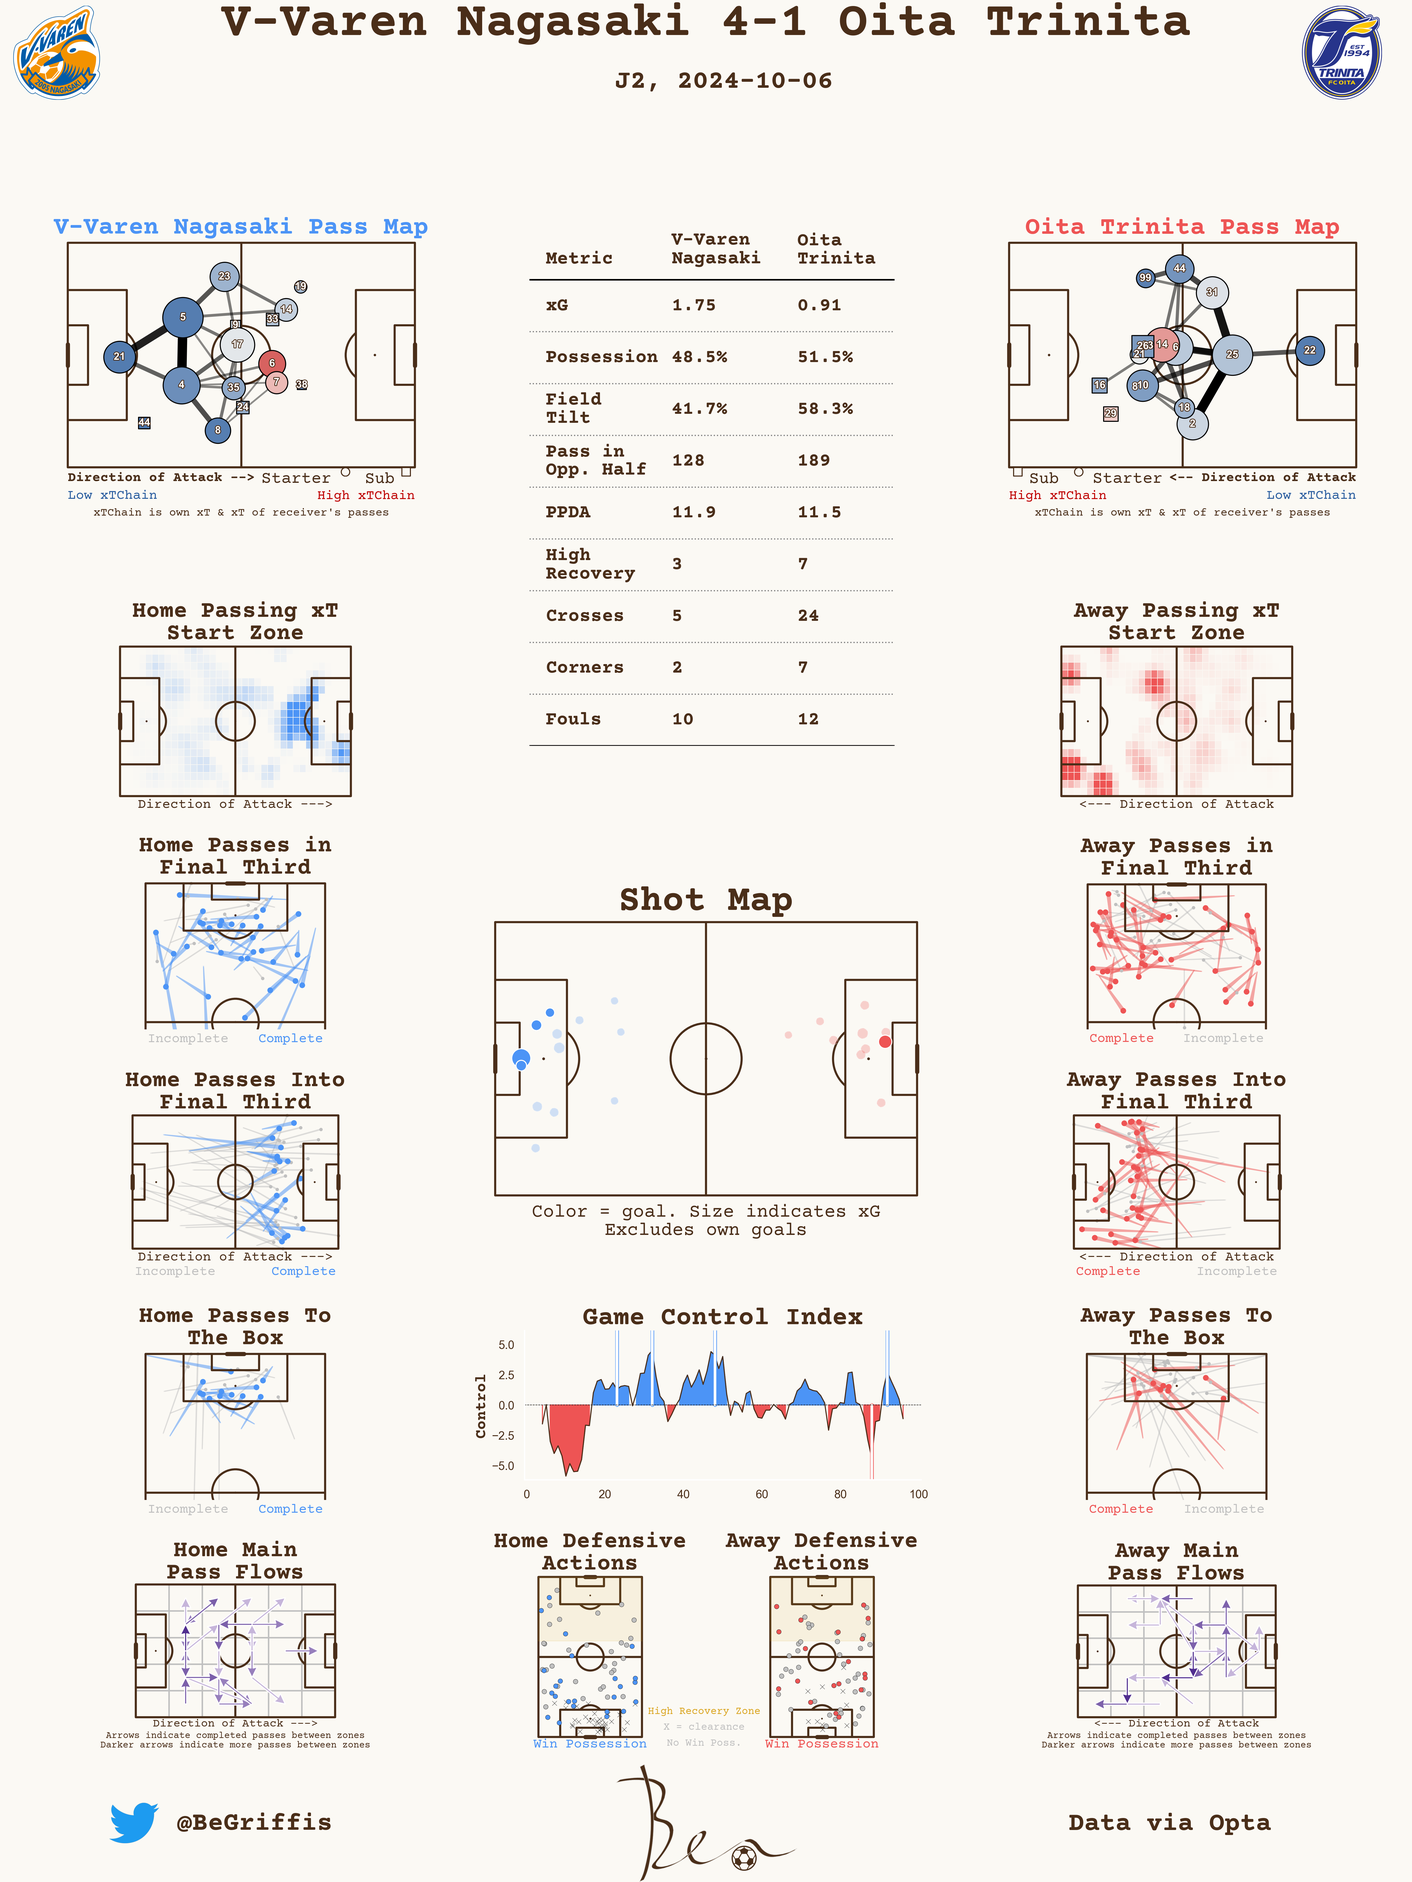 V-Varen Nagasaki 4-1 Oita Trinita
J2, 2024-10-06
V-VAREN
2005 NAGASAKI
EST
1994
TRINITA
FC OITA
V-Varen Nagasaki Pass Map
23
19
14
33
5
9
17
21
6
7
38
4
35
24
44
8
Direction of Attack --> Starter Sub
Low xTChain High xTChain
xTChain is own xT & xT of receiver's passes
Metric V-Varen Nagasaki Oita Trinita
xG 1.75 0.91
Possession 48.5% 51.5%
Field Tilt 41.7% 58.3%
Pass in Opp. Half 128 189
PPDA 11.9 11.5
High Recovery 3 7
Crosses 5 24
Corners 2 7
Fouls 10 12
Oita Trinita Pass Map
44
99
31
26
14
6
21
25
22
16
10
18
29
2
Sub Starter <-- Direction of Attack
High xTChain Low xTChain
xTChain is own xT & xT of receiver's passes
Home Passing xT
Start Zone
Direction of Attack --->
Away Passing xT
Start Zone
<--- Direction of Attack
Home Passes in
Final Third
Incomplete Complete
Away Passes in
Final Third
Complete Incomplete
Shot Map
Color = goal. Size indicates xG
Excludes own goals
Home Passes Into
Final Third
Direction of Attack --->
Incomplete Complete
Away Passes Into
Final Third
<--- Direction of Attack
Complete Incomplete
Home Passes To
The Box
Incomplete Complete
Game Control Index
Control
5.0
2.5
0.0
−2.5
−5.0
0 20 40 60 80 100
Away Passes To
The Box
Complete Incomplete
Home Main
Pass Flows
Direction of Attack --->
Arrows indicate completed passes between zones
Darker arrows indicate more passes between zones
Home Defensive
Actions
Win Possession
High Recovery Zone
X = clearance
No Win Poss.
Away Defensive
Actions
Win Possession
Away Main
Pass Flows
<--- Direction of Attack
Arrows indicate completed passes between zones
Darker arrows indicate more passes between zones
@BeGriffis
Ben
Data via Opta